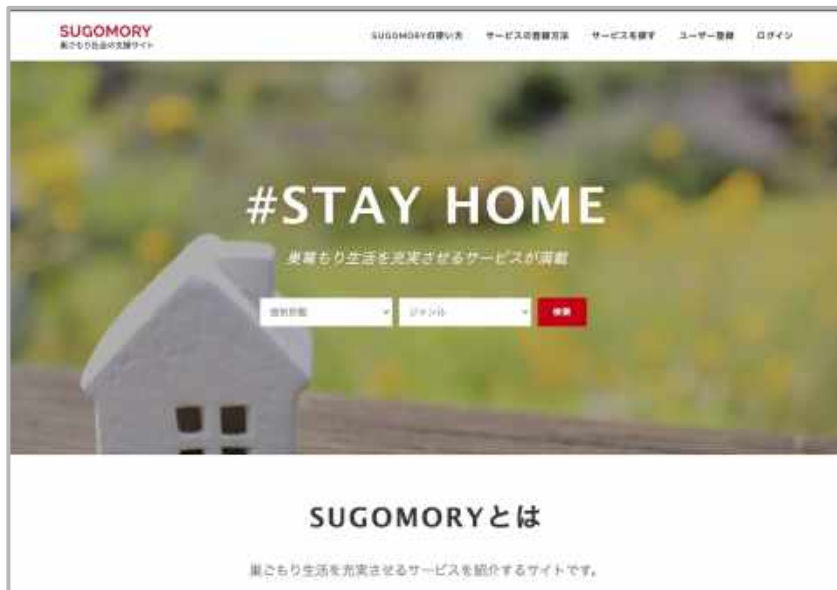 SUGOMORY
巣ごもり社会の支援サイト
SUGOMORYの使い方 サービスの登録方法 サービスを探す ユーザー登録 ログイン
#STAY HOME
巣篭もり生活を充実させるサービスが満載
ジャンル
検索
SUGOMORYとは
巣ごもり生活を充実させるサービスを紹介するサイトです。